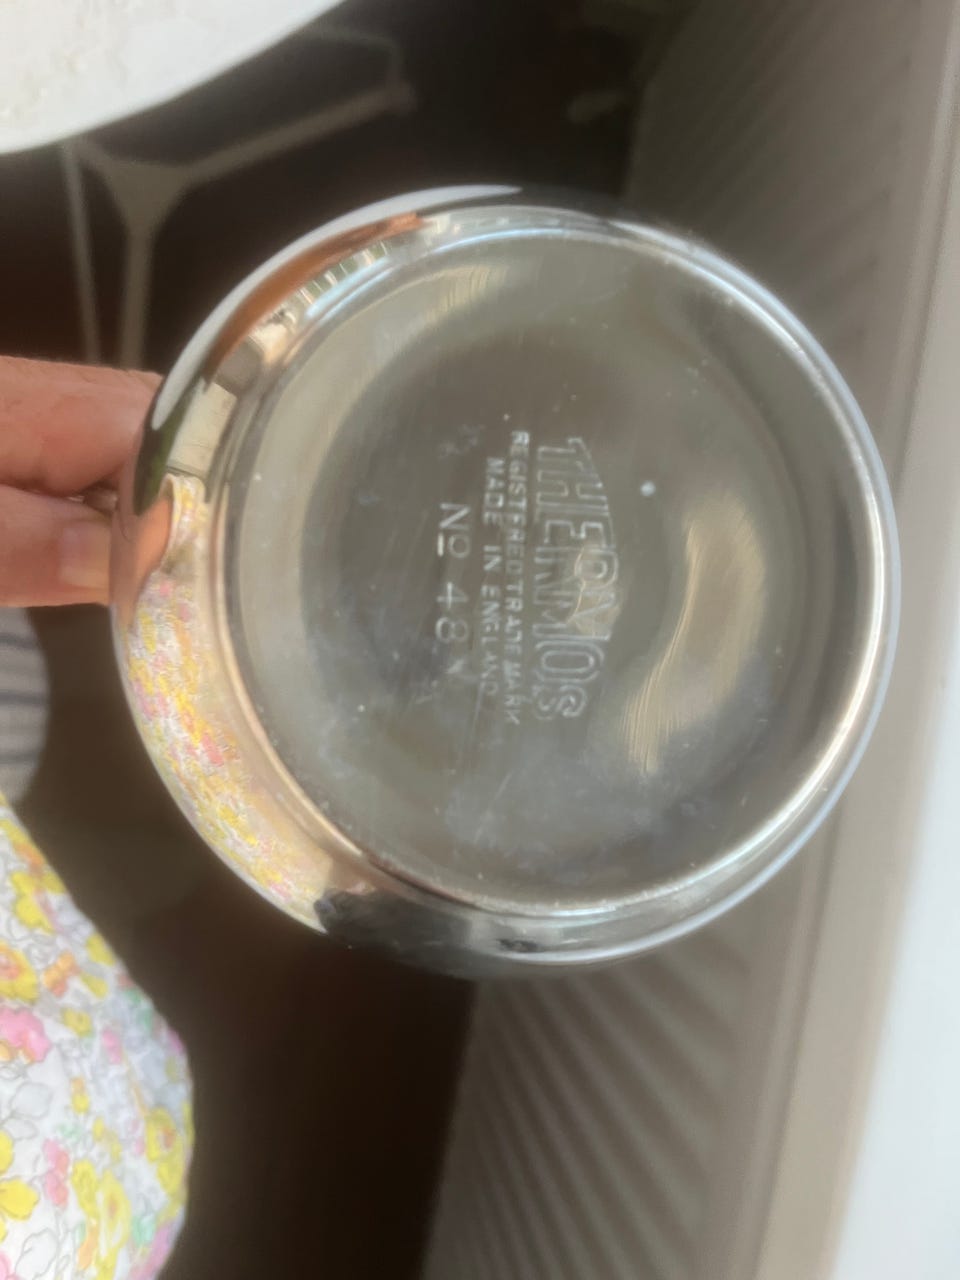 THERMOS
REGISTERED TRADE MARK
MADE IN ENGLAND
No 48